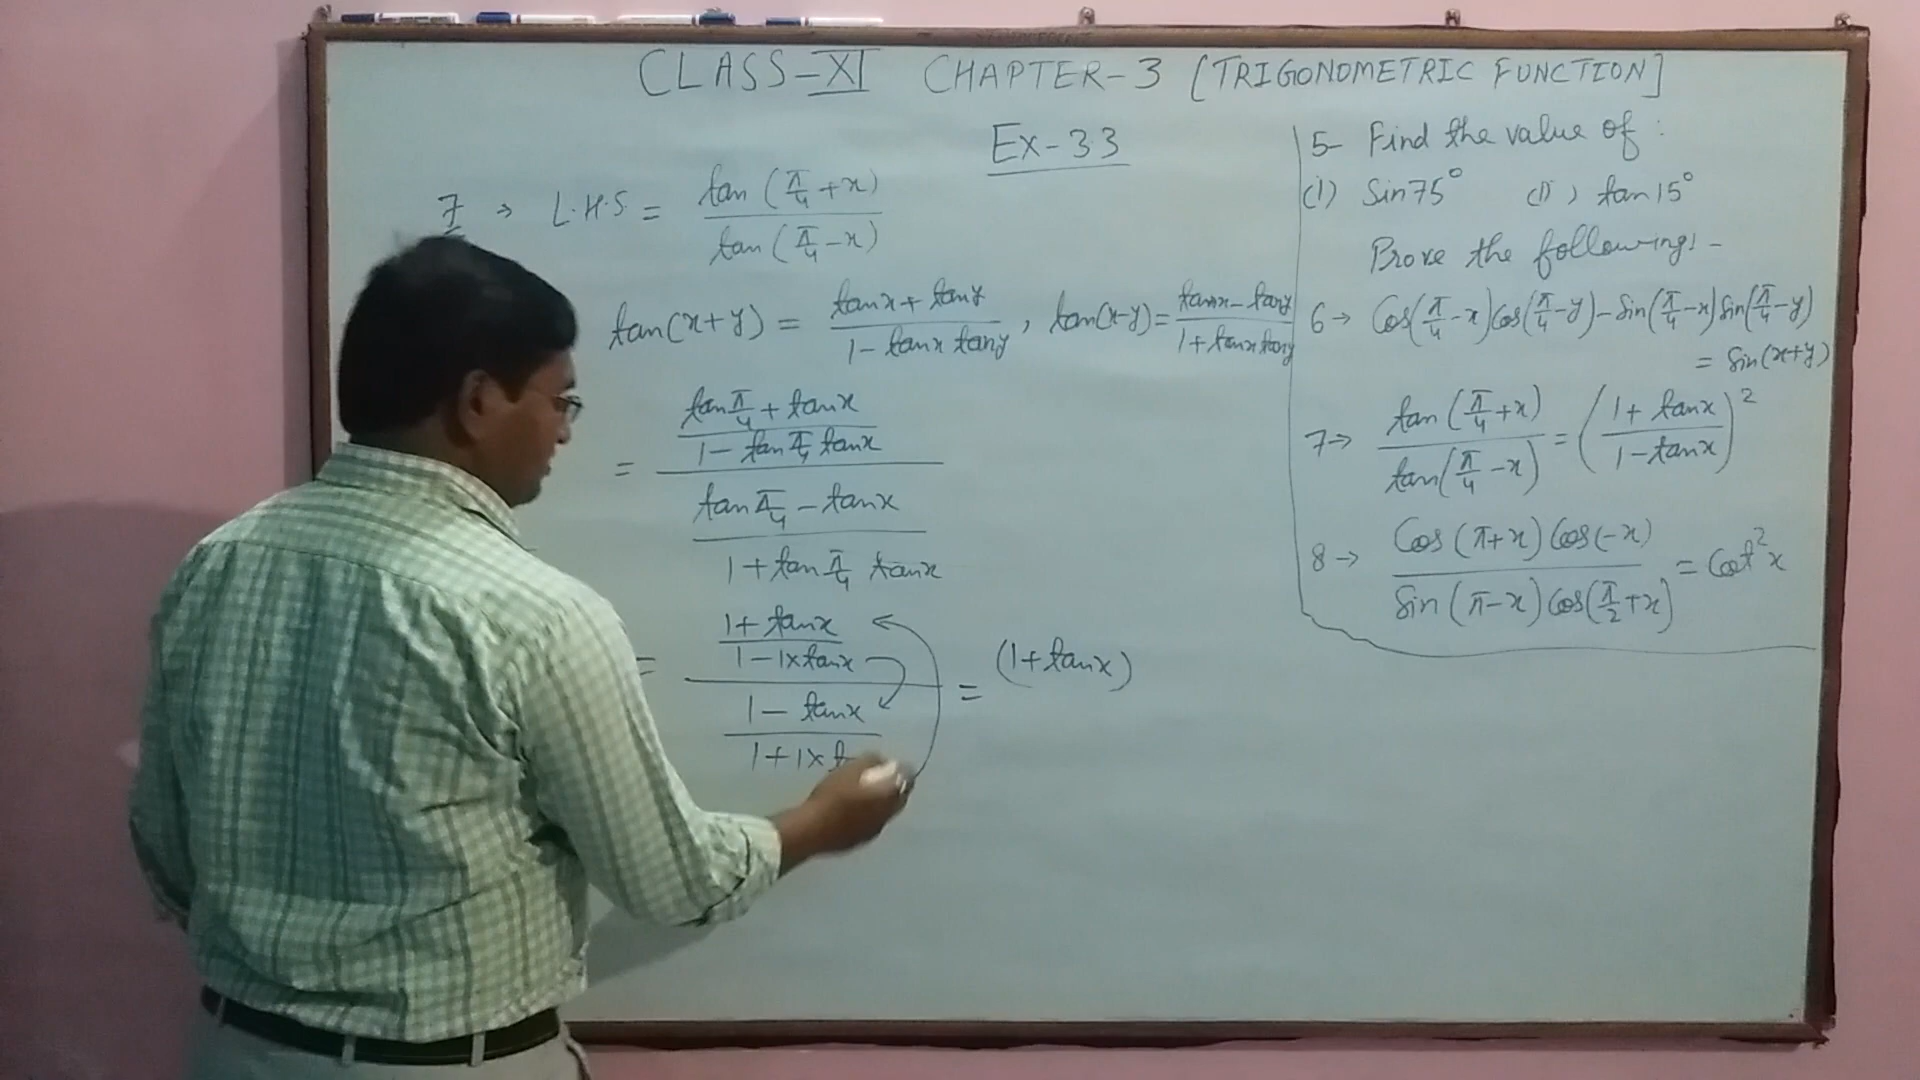 CLASS-XI CHAPTER-3 [TRIGONOMETRIC FUNCTION]
Ex-3.3
7 → L.H.S = tan(π/4+x) / tan(π/4-x)
tan(x+y) = (tanx + tany) / (1 - tanx tany), tan(x-y) = (tanx - tany) / (1 + tanx tany)
= ((tan π/4 + tanx) / (1 - tan π/4 tanx)) / ((tan π/4 - tanx) / (1 + tan π/4 tanx))
= ((1 + tanx) / (1 - 1×tanx)) / ((1 - tanx) / (1 + 1×t = (1+tanx)
5- Find the value of :
(i) Sin75° (ii) tan15°
Prove the following:-
6 → Cos(π/4-x)Cos(π/4-y) - Sin(π/4-x)Sin(π/4-y)
= Sin(x+y)
7 → tan(π/4+x) / tan(π/4-x) = ((1+tanx) / (1-tanx))²
8 → Cos(π+x)Cos(-x) / Sin(π-x)Cos(π/2+x) = Cot²x